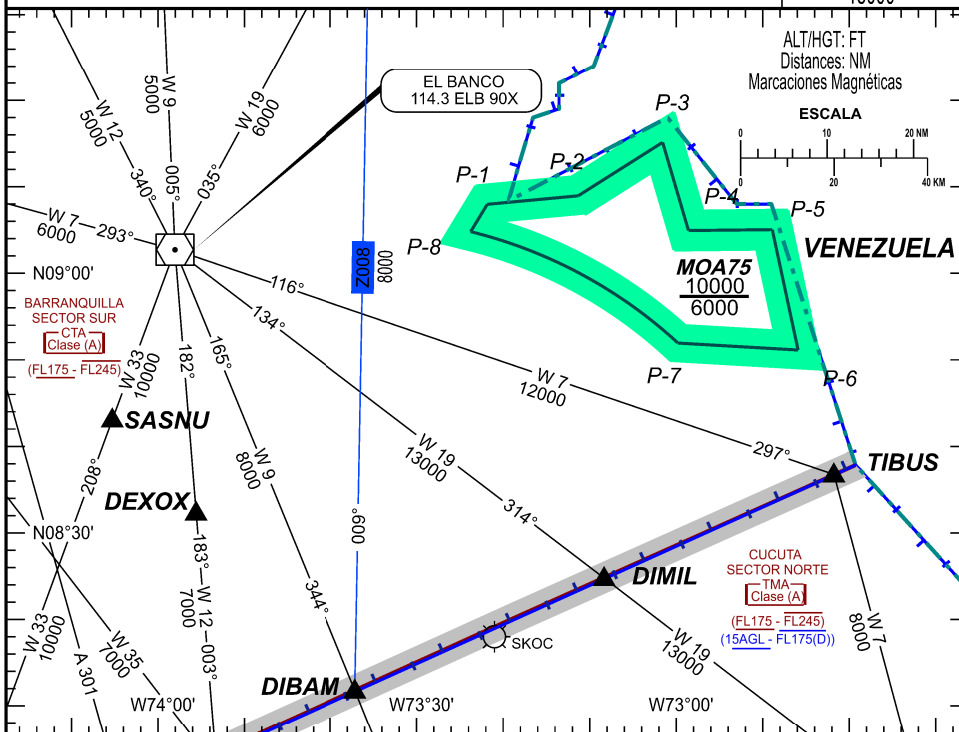 10000
ALT/HGT: FT
Distances: NM
Marcaciones Magnéticas
ESCALA
0 10 20 NM
0 20 40 KM
EL BANCO
114.3 ELB 90X
W 12
5000
340°
W 9
5000
005°
W 19
6000
035°
W 7
6000
293°
N09°00'
BARRANQUILLA
SECTOR SUR
CTA
Clase (A)
(FL175 - FL245)
W 33
10000
182°
165°
116°
134°
Z008
8000
P-1
P-2
P-3
P-4
P-5
P-6
P-7
P-8
MOA75
10000
6000
VENEZUELA
W 7
12000
297°
TIBUS
SASNU
208°
DEXOX
W 9
8000
W 19
13000
314°
N08°30'
183°
W 12
7000
003°
344°
009°
DIMIL
SKOC
DIBAM
CUCUTA
SECTOR NORTE
TMA
Clase (A)
(FL175 - FL245)
(15AGL - FL175(D))
W 7
8000
W 19
13000
W 33
10000
A 301
W 35
7000
W74°00'
W73°30'
W73°00'